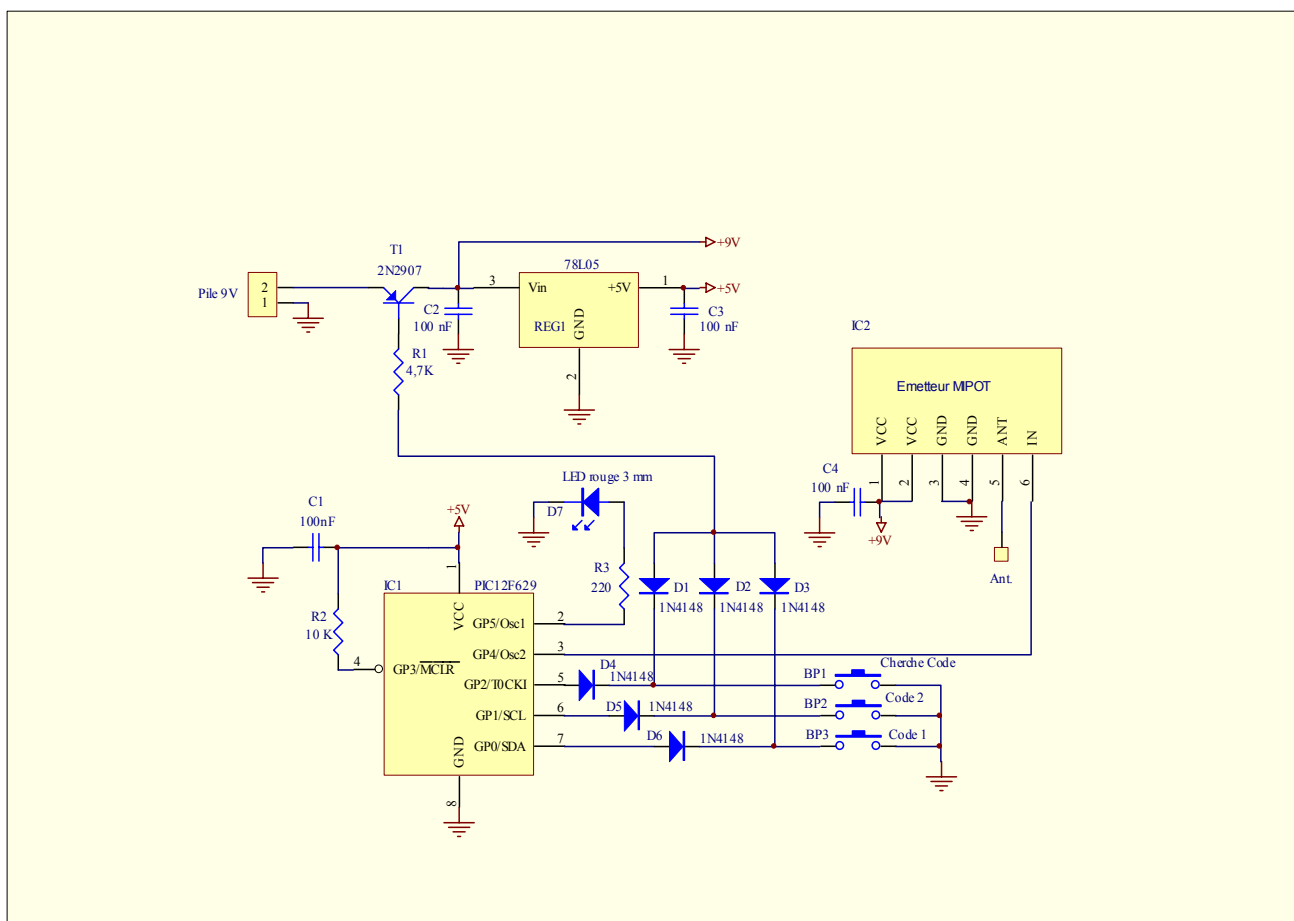 T1
2N2907
Pile 9V
2
1
+9V
78L05
3
Vin
+5V
1
+5V
REG1
GND
2
C2
100 nF
C3
100 nF
R1
4,7K
IC2
Emetteur MIPOT
VCC
VCC
GND
GND
ANT
IN
1
2
3
4
5
6
C4
100 nF
+9V
Ant.
LED rouge 3 mm
D7
C1
100nF
+5V
R3
220
D1
1N4148
D2
1N4148
D3
1N4148
IC1
PIC12F629
1
VCC
R2
10 K
4
GP3/MCLR
GP5/Osc1
2
GP4/Osc2
3
GP2/T0CKI
5
GP1/SCL
6
GP0/SDA
7
GND
8
D4
1N4148
D5
1N4148
D6
1N4148
BP1
Cherche Code
BP2
Code 2
BP3
Code 1